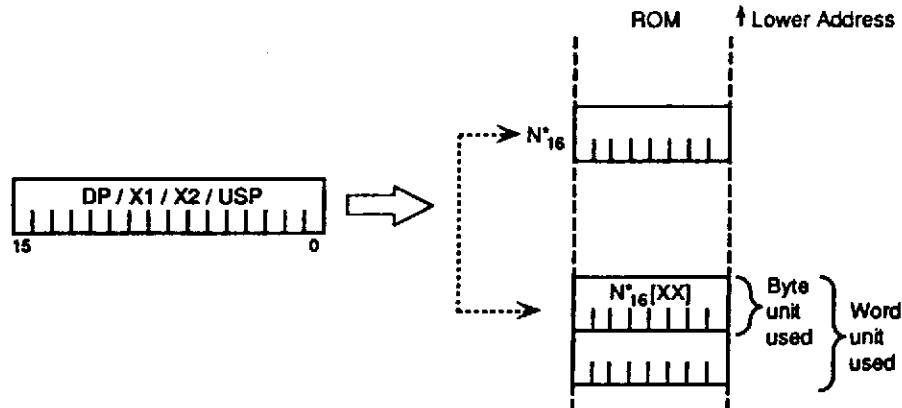 ROM
↑ Lower Address
N*16
DP / X1 / X2 / USP
15
0
N*16[XX]
Byte
unit
used
Word
unit
used